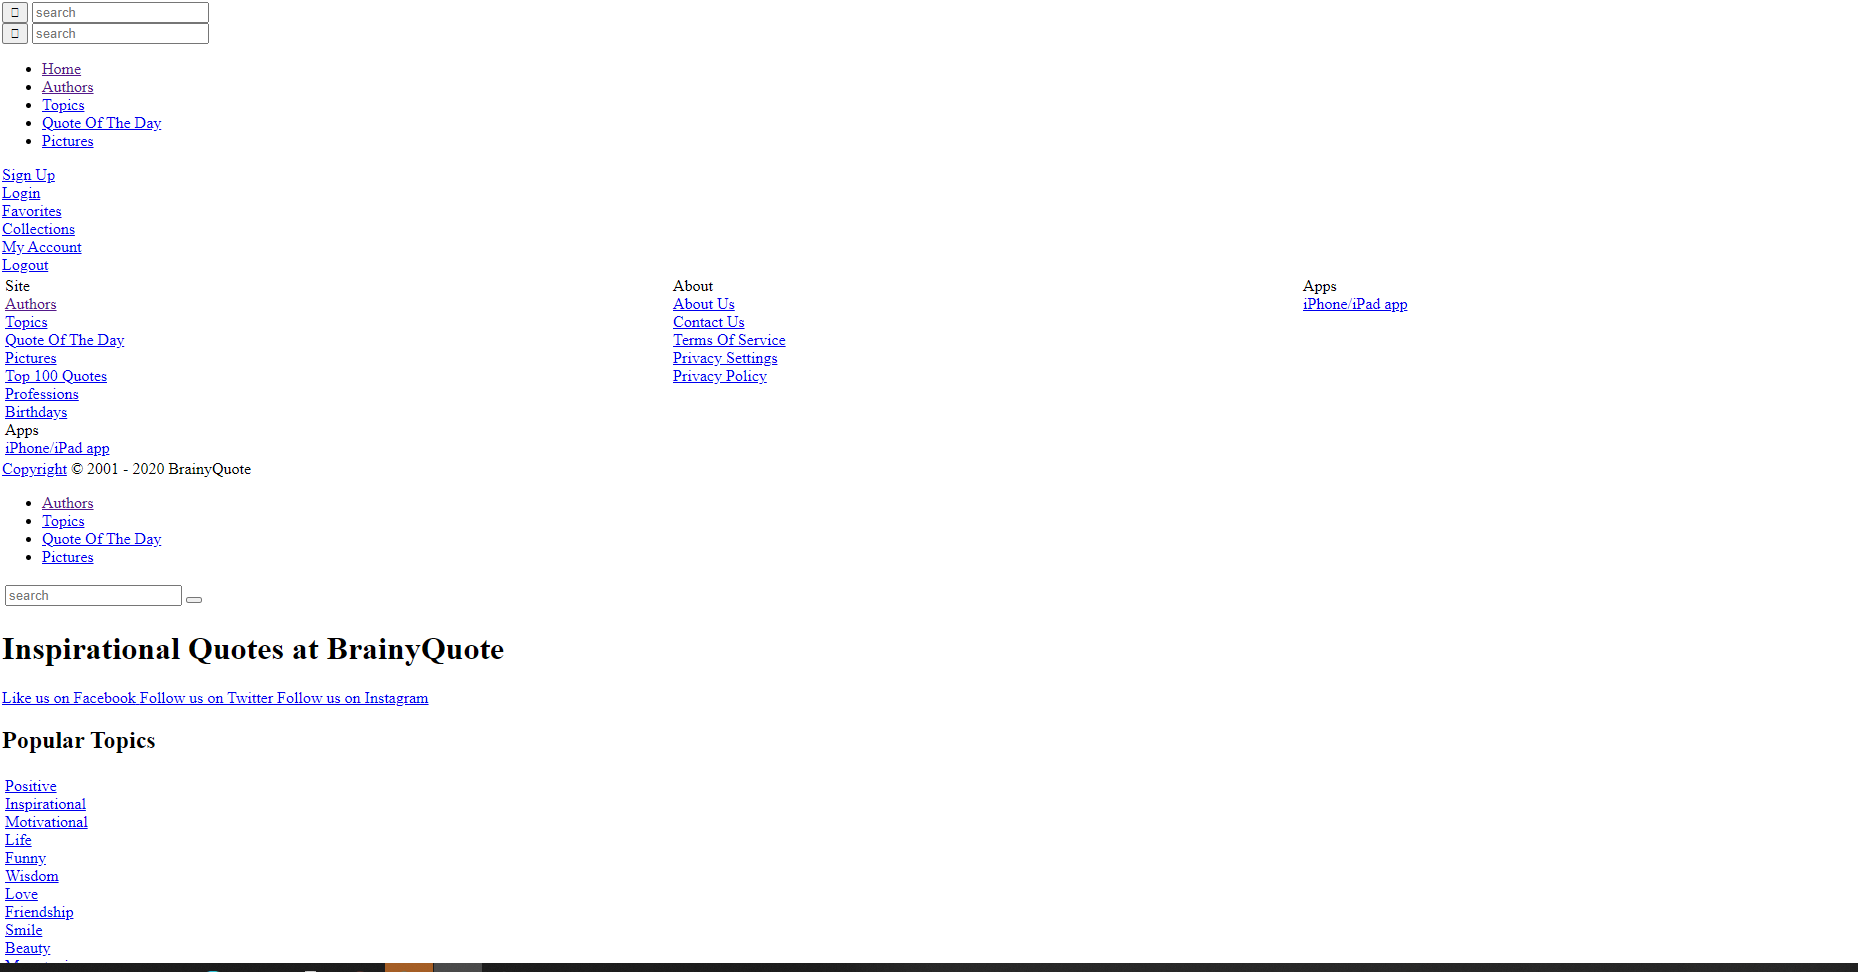 search
search
Home
Authors
Topics
Quote Of The Day
Pictures
Sign Up
Login
Favorites
Collections
My Account
Logout
Site
Authors
Topics
Quote Of The Day
Pictures
Top 100 Quotes
Professions
Birthdays
Apps
iPhone/iPad app
About
About Us
Contact Us
Terms Of Service
Privacy Settings
Privacy Policy
Apps
iPhone/iPad app
Copyright © 2001 - 2020 BrainyQuote
Authors
Topics
Quote Of The Day
Pictures
search
Inspirational Quotes at BrainyQuote
Like us on Facebook Follow us on Twitter Follow us on Instagram
Popular Topics
Positive
Inspirational
Motivational
Life
Funny
Wisdom
Love
Friendship
Smile
Beauty